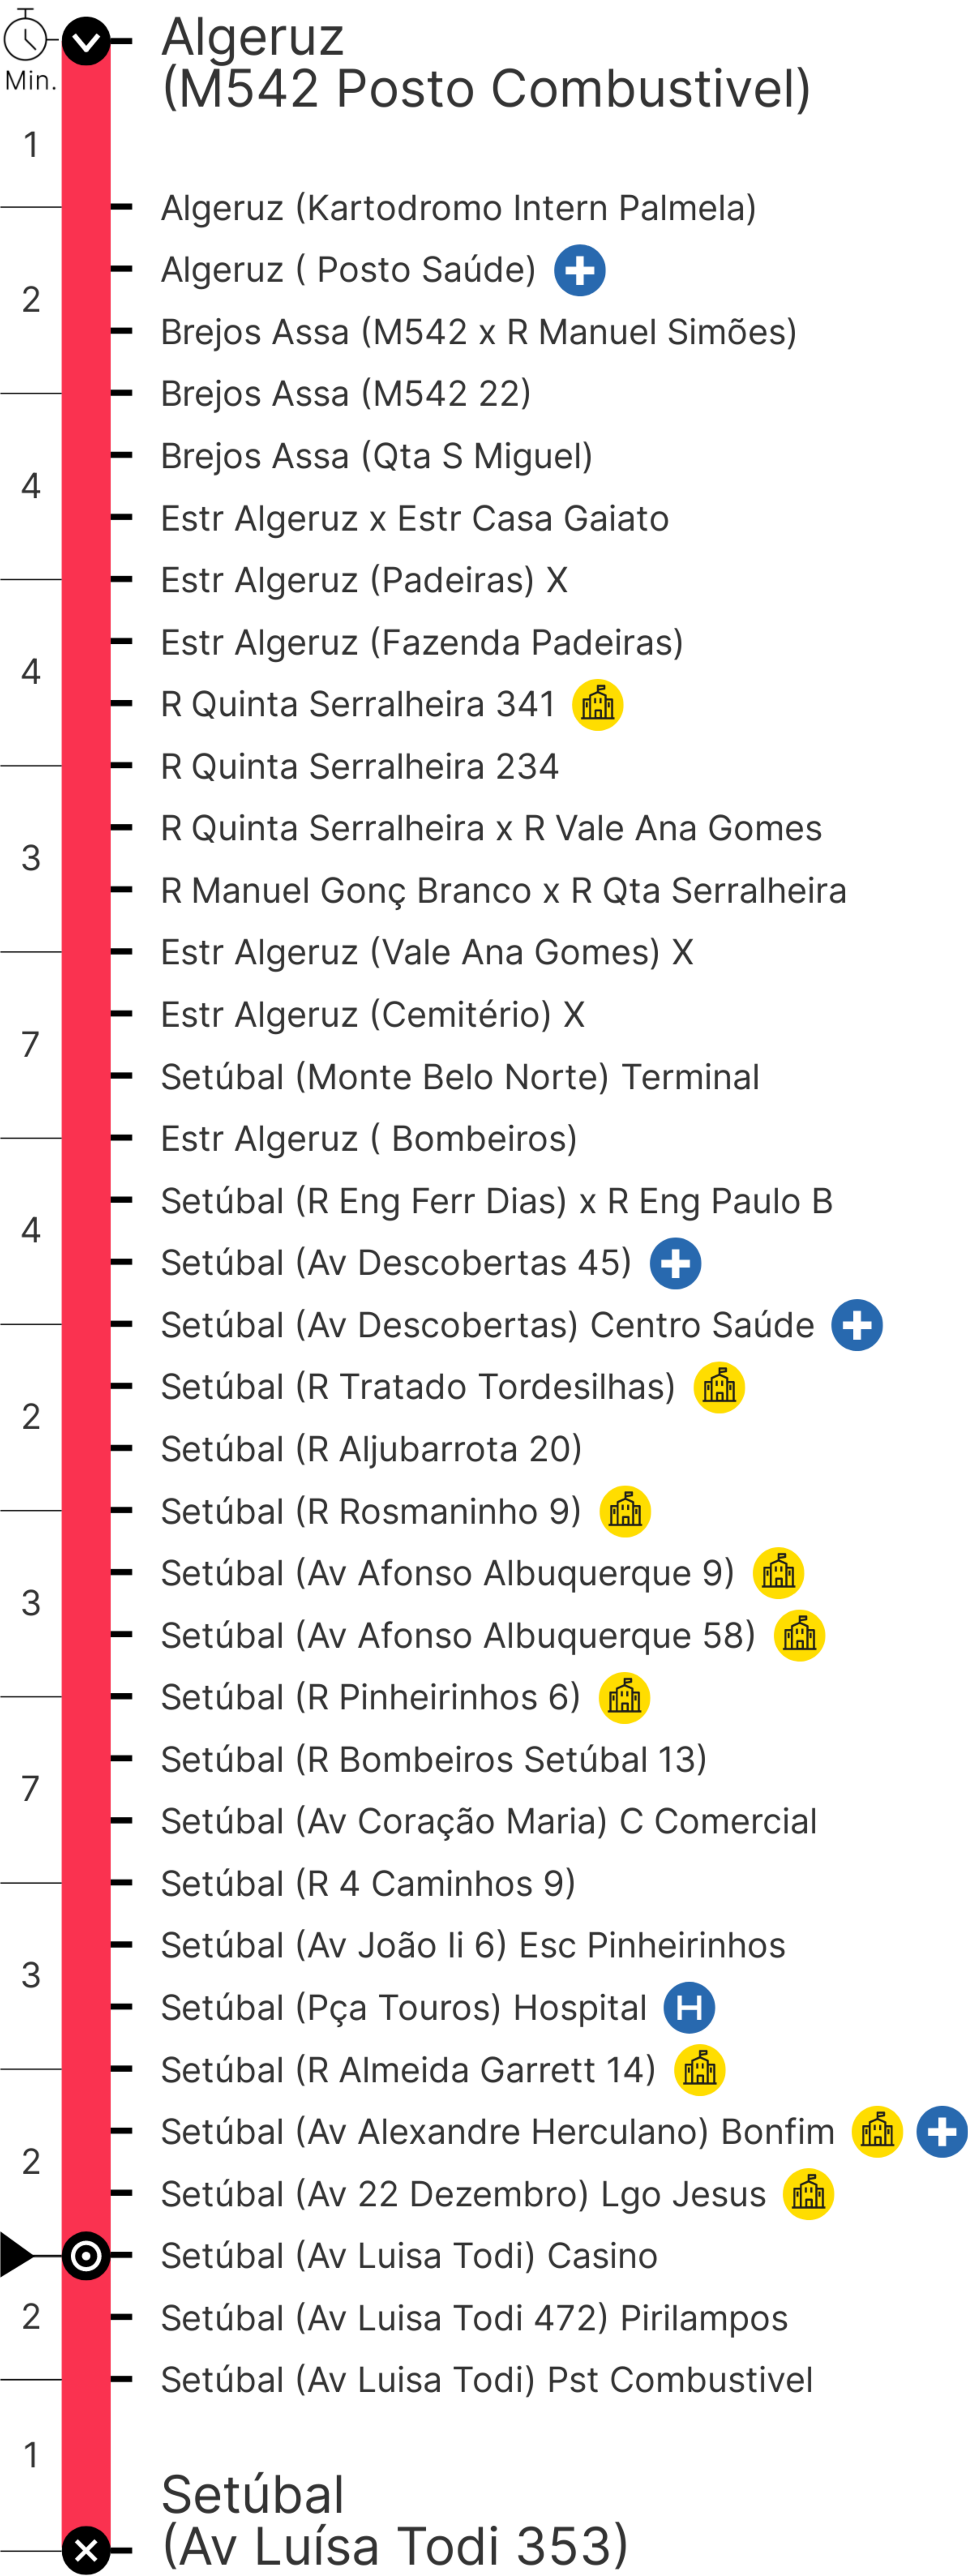 Algeruz
(M542 Posto Combustivel)
Min.
1
Algeruz (Kartodromo Intern Palmela)
Algeruz ( Posto Saúde)
2
Brejos Assa (M542 x R Manuel Simões)
Brejos Assa (M542 22)
Brejos Assa (Qta S Miguel)
4
Estr Algeruz x Estr Casa Gaiato
Estr Algeruz (Padeiras) X
Estr Algeruz (Fazenda Padeiras)
4
R Quinta Serralheira 341
R Quinta Serralheira 234
R Quinta Serralheira x R Vale Ana Gomes
3
R Manuel Gonç Branco x R Qta Serralheira
Estr Algeruz (Vale Ana Gomes) X
Estr Algeruz (Cemitério) X
7
Setúbal (Monte Belo Norte) Terminal
Estr Algeruz ( Bombeiros)
Setúbal (R Eng Ferr Dias) x R Eng Paulo B
4
Setúbal (Av Descobertas 45)
Setúbal (Av Descobertas) Centro Saúde
Setúbal (R Tratado Tordesilhas)
2
Setúbal (R Aljubarrota 20)
Setúbal (R Rosmaninho 9)
Setúbal (Av Afonso Albuquerque 9)
3
Setúbal (Av Afonso Albuquerque 58)
Setúbal (R Pinheirinhos 6)
Setúbal (R Bombeiros Setúbal 13)
7
Setúbal (Av Coração Maria) C Comercial
Setúbal (R 4 Caminhos 9)
Setúbal (Av João Ii 6) Esc Pinheirinhos
3
Setúbal (Pça Touros) Hospital H
Setúbal (R Almeida Garrett 14)
Setúbal (Av Alexandre Herculano) Bonfim
2
Setúbal (Av 22 Dezembro) Lgo Jesus
Setúbal (Av Luisa Todi) Casino
2
Setúbal (Av Luisa Todi 472) Pirilampos
Setúbal (Av Luisa Todi) Pst Combustivel
1
Setúbal
(Av Luísa Todi 353)